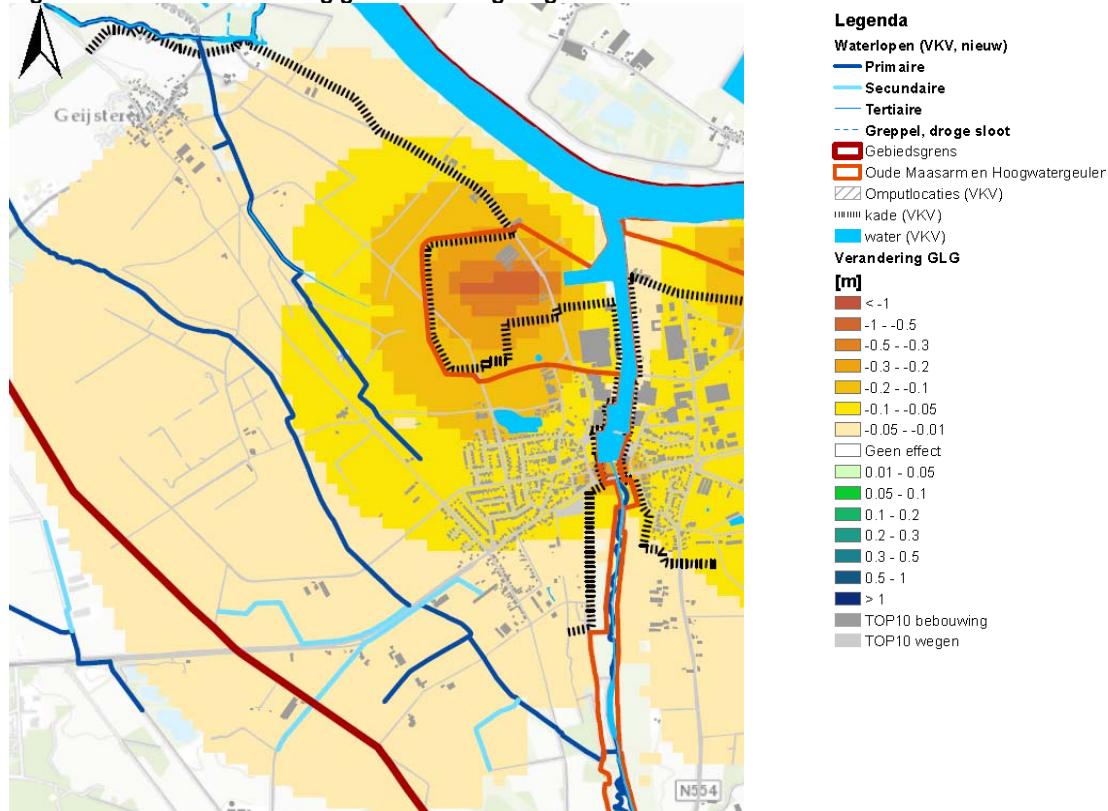 Legenda
Waterlopen (VKV, nieuw)
Primaire
Secundaire
Tertiaire
Greppel, droge sloot
Gebiedsgrens
Oude Maasarm en Hoogwatergeulen
Omputlocaties (VKV)
kade (VKV)
water (VKV)
Verandering GLG
[m]
< -1
-1 - -0.5
-0.5 - -0.3
-0.3 - -0.2
-0.2 - -0.1
-0.1 - -0.05
-0.05 - -0.01
Geen effect
0.01 - 0.05
0.05 - 0.1
0.1 - 0.2
0.2 - 0.3
0.3 - 0.5
0.5 - 1
> 1
TOP10 bebouwing
TOP10 wegen
Geijsteren
N554